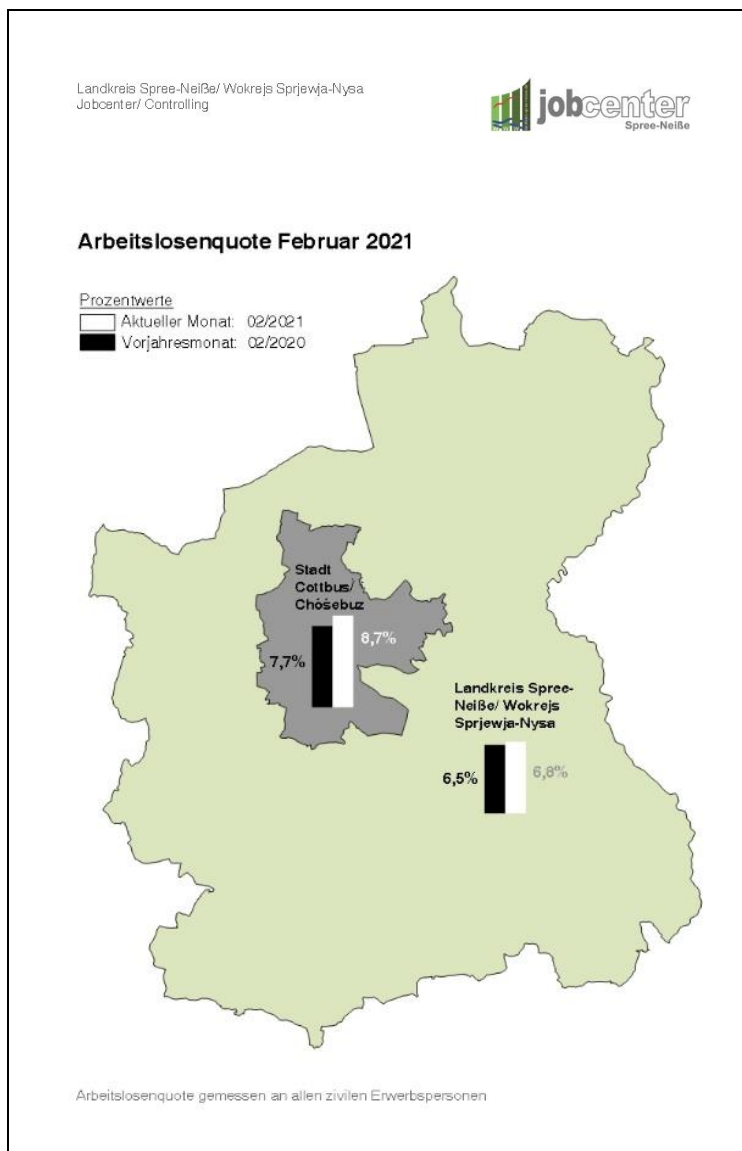 Landkreis Spree-Neiße/ Wokrejs Sprjewja-Nysa
Jobcenter/ Controlling
jobcenter
Spree-Neiße
Arbeitslosenquote Februar 2021
Prozentwerte
Aktueller Monat: 02/2021
Vorjahresmonat: 02/2020
Stadt
Cottbus/
Chóśebuz
7,7%
8,7%
Landkreis Spree-
Neiße/ Wokrejs
Sprjewja-Nysa
6,5%
6,8%
Arbeitslosenquote gemessen an allen zivilen Erwerbspersonen